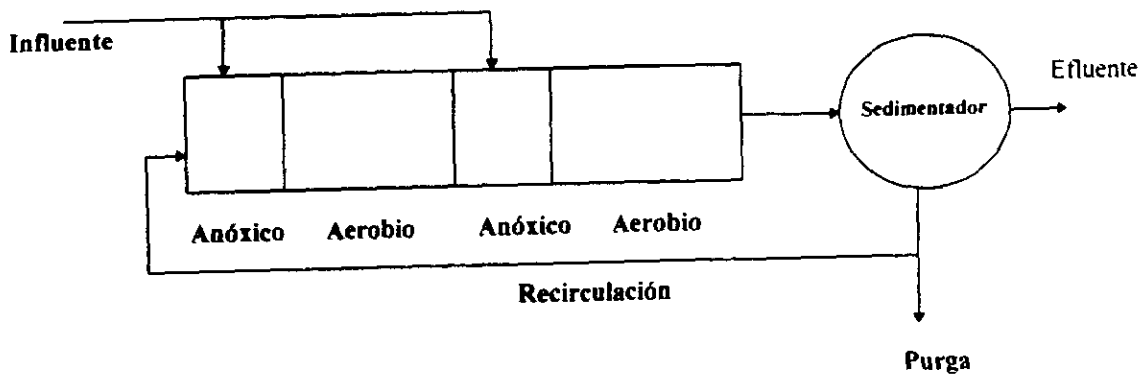 Influente
Efluente
Sedimentador
Anóxico Aerobio Anóxico Aerobio
Recirculación
Purga